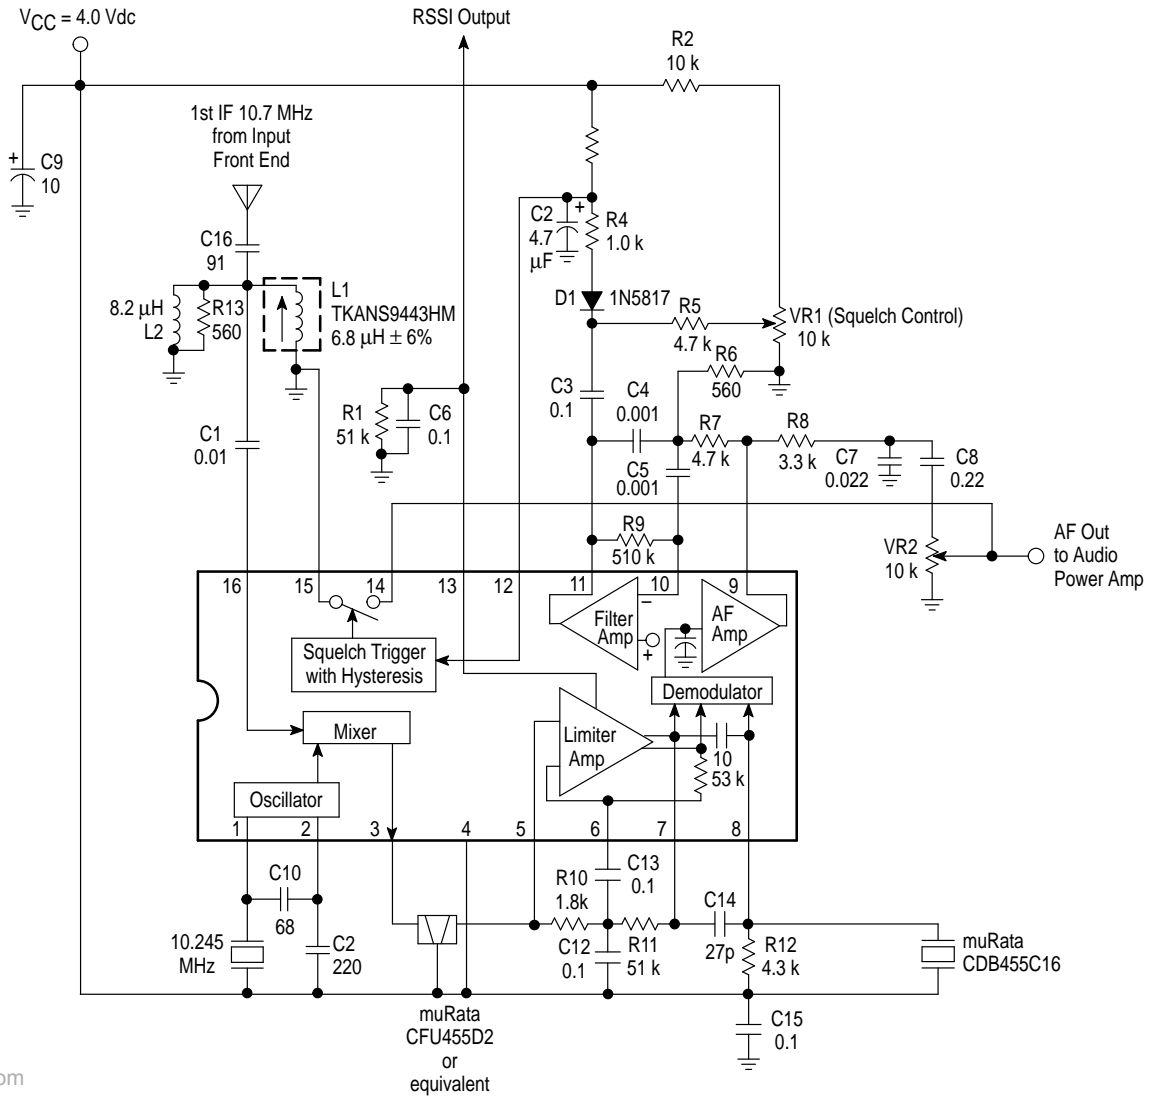 VCC = 4.0 Vdc
RSSI Output
R2
10 k
1st IF 10.7 MHz
from Input
Front End
+
C9
10
C16
91
C2
4.7
µF
+
R4
1.0 k
8.2 µH
L2
R13
560
L1
TKANS9443HM
6.8 µH ± 6%
D1
1N5817
R5
4.7 k
VR1 (Squelch Control)
10 k
R6
560
C3
0.1
C4
0.001
R1
51 k
C6
0.1
C1
0.01
R7
4.7 k
R8
3.3 k
C5
0.001
C7
0.022
C8
0.22
R9
510 k
VR2
10 k
AF Out
to Audio
Power Amp
16
15
14
13
12
11
10
9
Filter
Amp
–
+
AF
Amp
Squelch Trigger
with Hysteresis
Demodulator
Mixer
Limiter
Amp
10
53 k
Oscillator
1
2
3
4
5
6
7
8
C10
68
R10
1.8k
C13
0.1
C14
27p
10.245
MHz
C2
220
C12
0.1
R11
51 k
R12
4.3 k
muRata
CDB455C16
muRata
CFU455D2
or
equivalent
C15
0.1
om